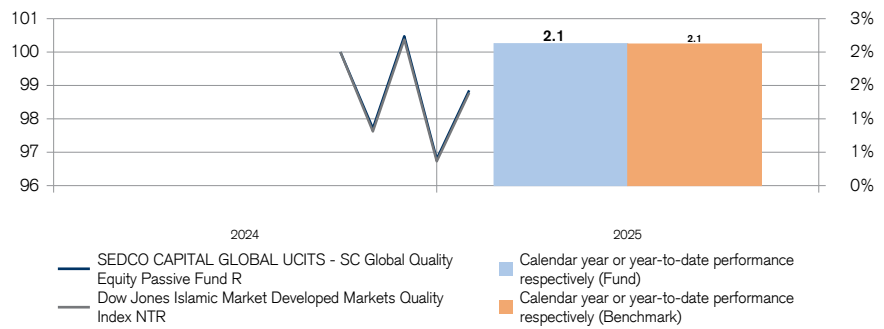 101 3%
100 2%
99 2%
98 1%
97 1%
96 0%
2.1 2.1
2024 2025
SEDCO CAPITAL GLOBAL UCITS - SC Global Quality
Equity Passive Fund R
Dow Jones Islamic Market Developed Markets Quality
Index NTR
Calendar year or year-to-date performance
respectively (Fund)
Calendar year or year-to-date performance
respectively (Benchmark)